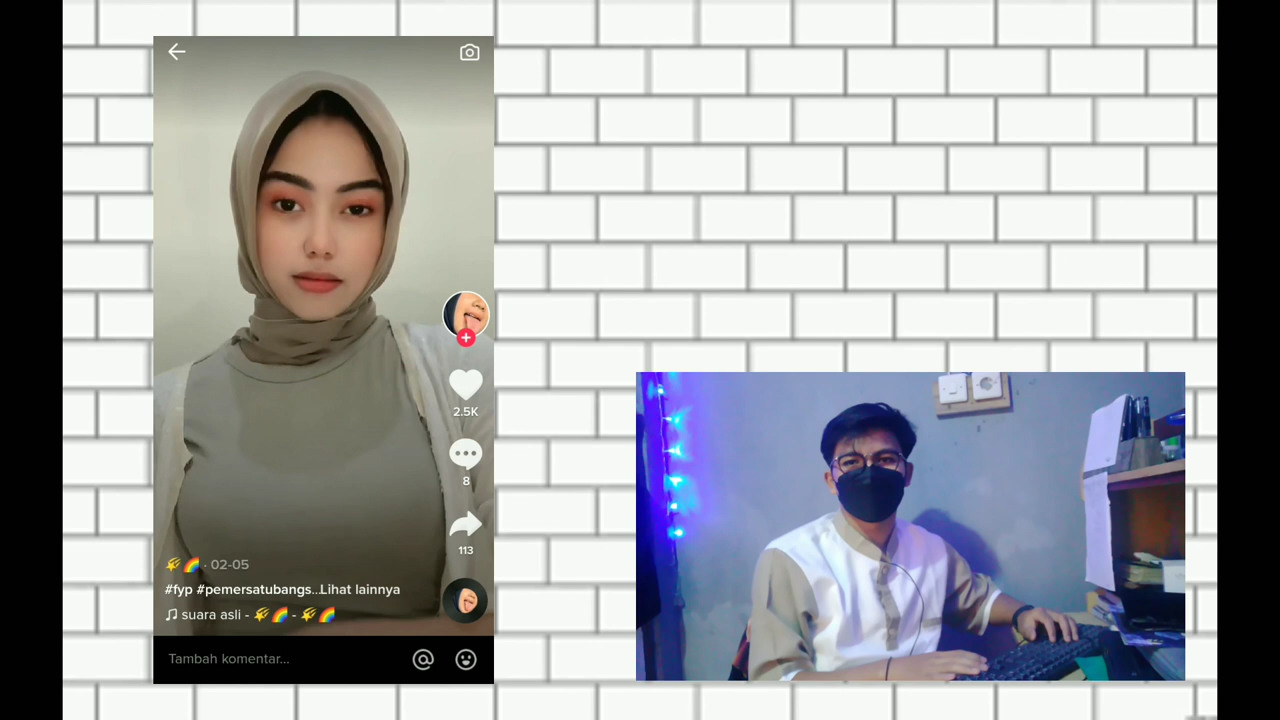 2.5K
8
113
· 02-05
#fyp #pemersatubangs...Lihat lainnya
suara asli - -
Tambah komentar...